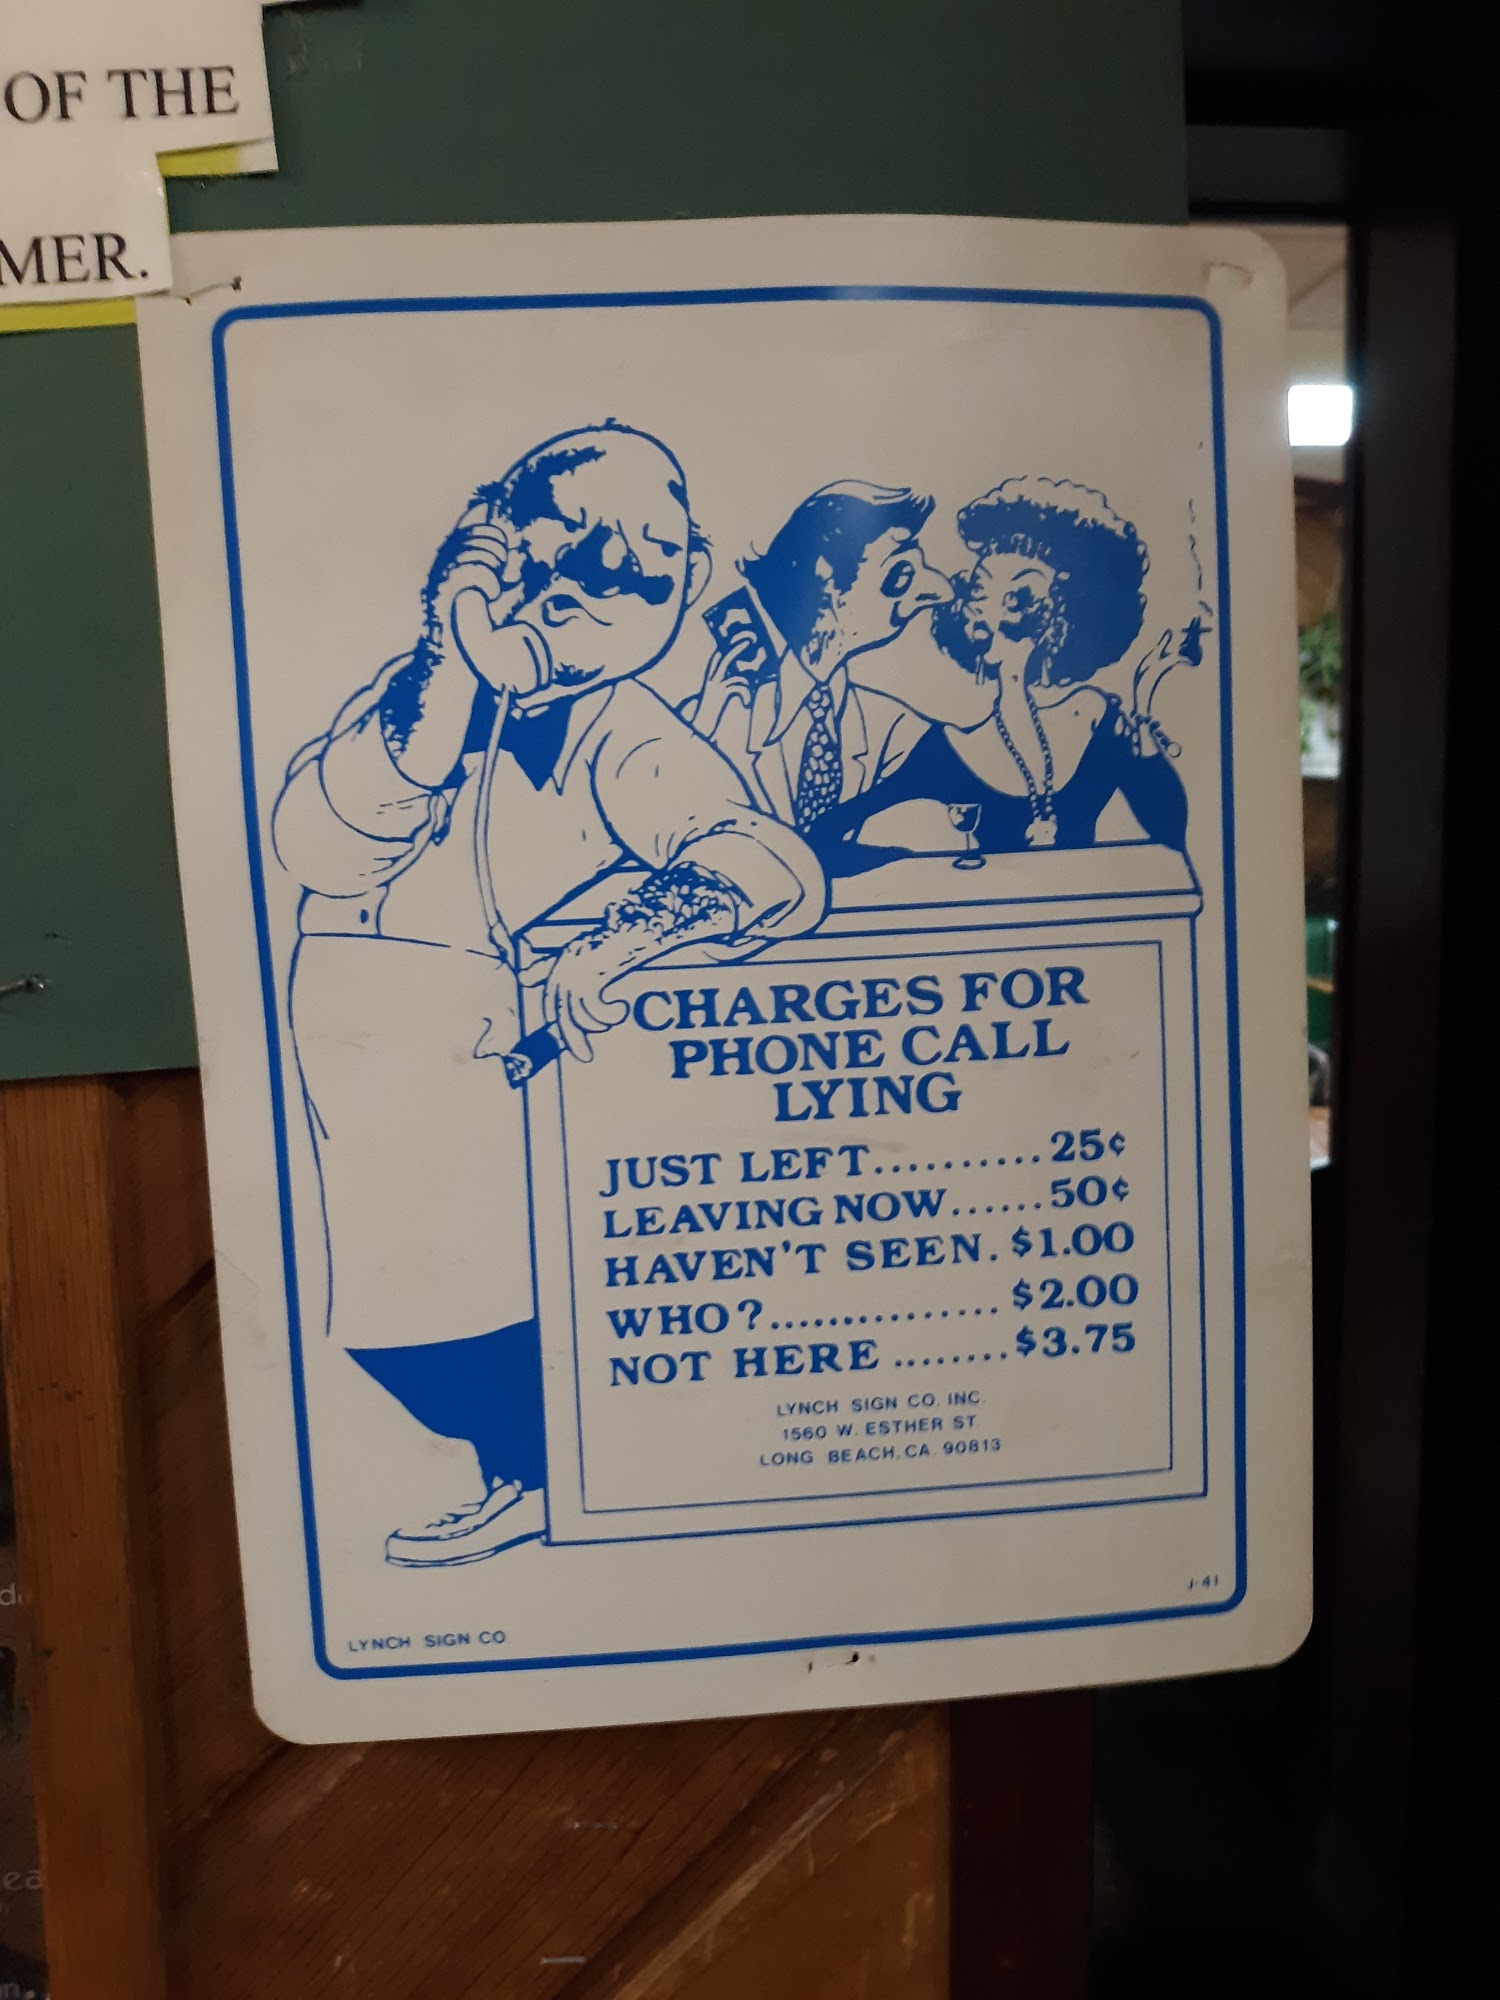 OF THE
MER.
CHARGES FOR
PHONE CALL
LYING
JUST LEFT..........25¢
LEAVING NOW......50¢
HAVEN'T SEEN. $1.00
WHO?............... $2.00
NOT HERE ........$3.75
LYNCH SIGN CO. INC.
1560 W. ESTHER ST.
LONG BEACH, CA. 90813
J-41
LYNCH SIGN CO